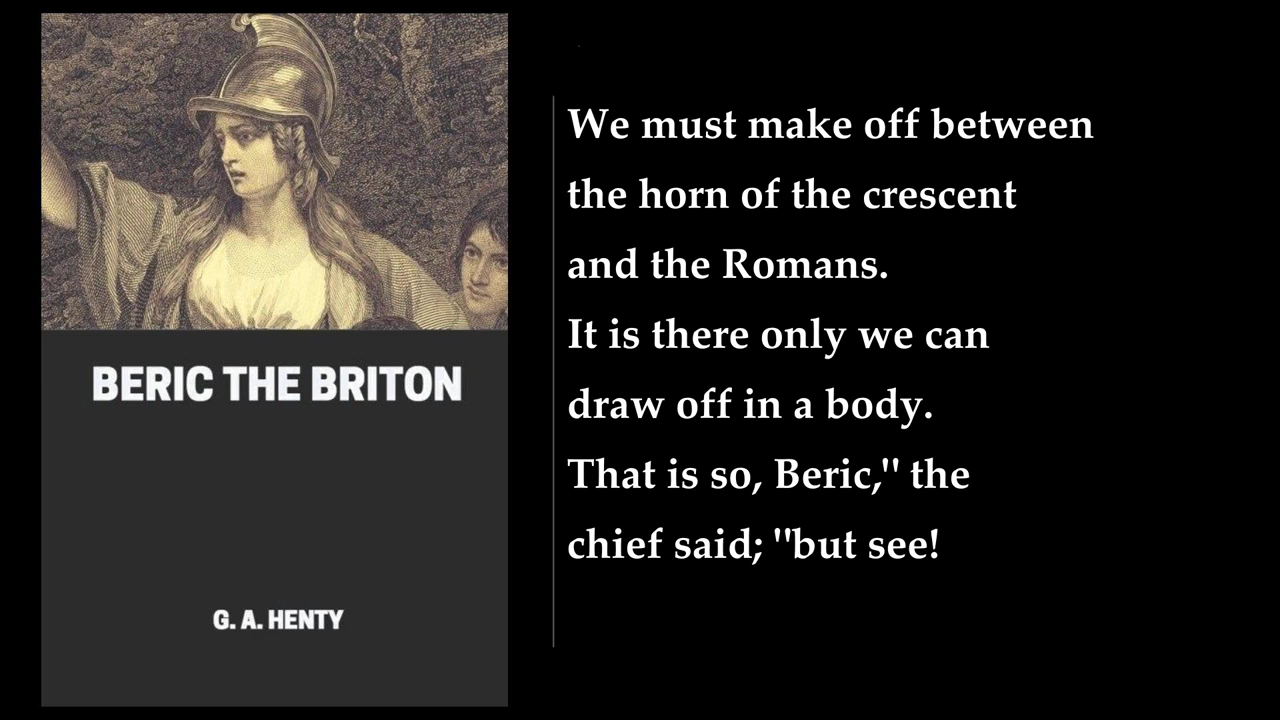 BERIC THE BRITON
G. A. HENTY
We must make off between
the horn of the crescent
and the Romans.
It is there only we can
draw off in a body.
That is so, Beric," the
chief said; "but see!